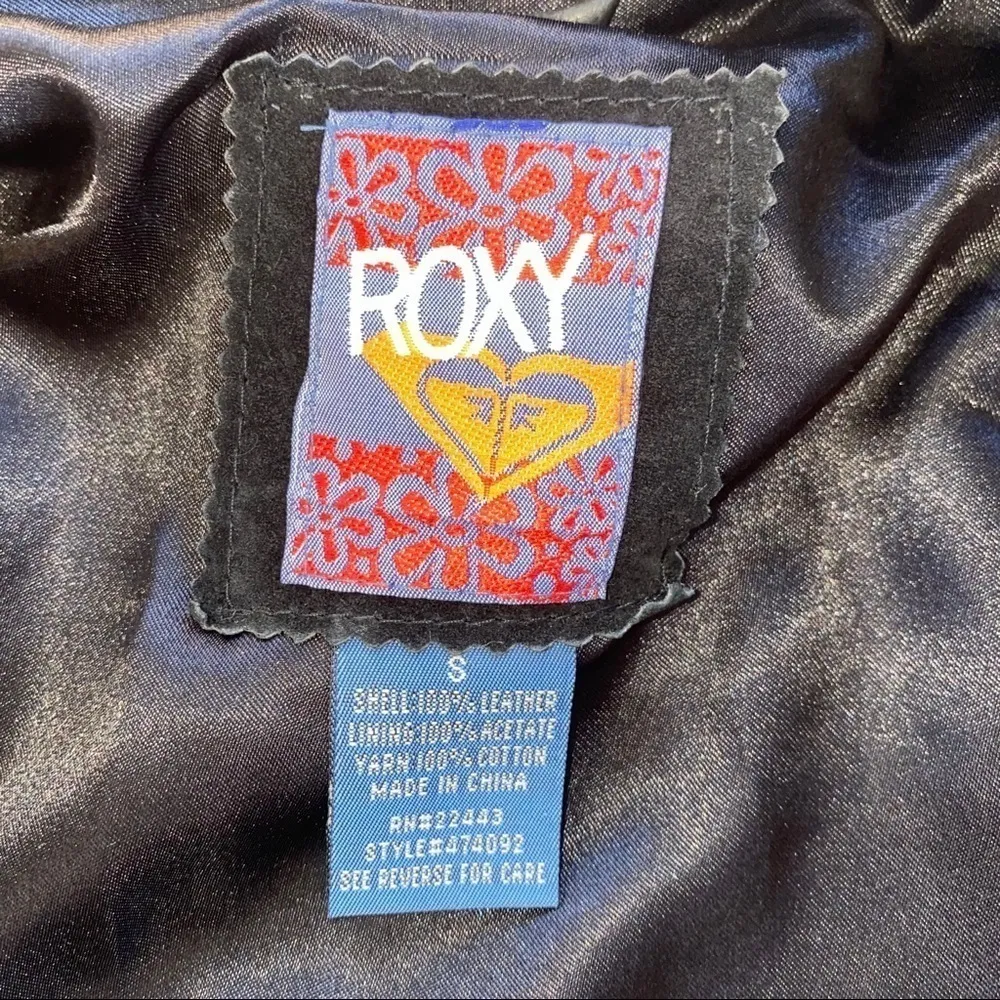 ROXY
S
SHELL:100% LEATHER
LINING:100% ACETATE
YARN:100% COTTON
MADE IN CHINA
RN#22443
STYLE#474092
SEE REVERSE FOR CARE